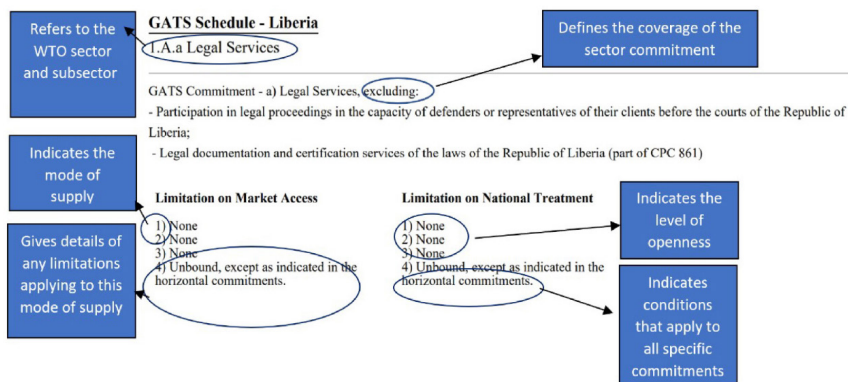 Refers to the
WTO sector
and subsector
GATS Schedule - Liberia
1.A.a Legal Services
Defines the coverage of the
sector commitment
GATS Commitment - a) Legal Services, excluding:
- Participation in legal proceedings in the capacity of defenders or representatives of their clients before the courts of the Republic of
Liberia;
- Legal documentation and certification services of the laws of the Republic of Liberia (part of CPC 861)
Indicates the
mode of
supply
Gives details of
any limitations
applying to this
mode of supply
Limitation on Market Access
1) None
2) None
3) None
4) Unbound, except as indicated in the
horizontal commitments.
Limitation on National Treatment
1) None
2) None
3) None
4) Unbound, except as indicated in the
horizontal commitments.
Indicates the
level of
openness
Indicates
conditions
that apply to
all specific
commitments